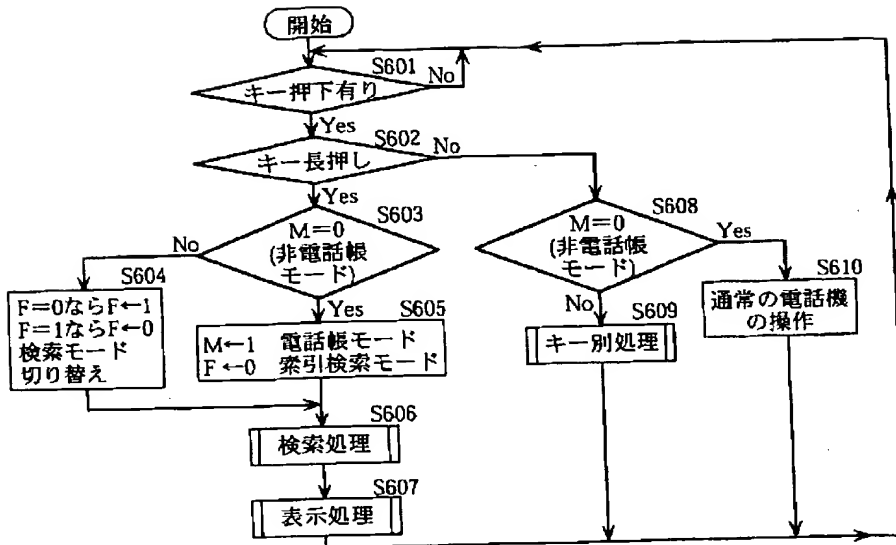 開始
S601
キー押下有り
No
Yes
S602
キー長押し
No
Yes
S603
M=0
(非電話帳
モード)
No
Yes
S608
M=0
(非電話帳
モード)
Yes
No
S604
F=0ならF←1
F=1ならF←0
検索モード
切り替え
S605
M←1 電話帳モード
F←0 索引検索モード
S609
キー別処理
S610
通常の電話機
の操作
S606
検索処理
S607
表示処理